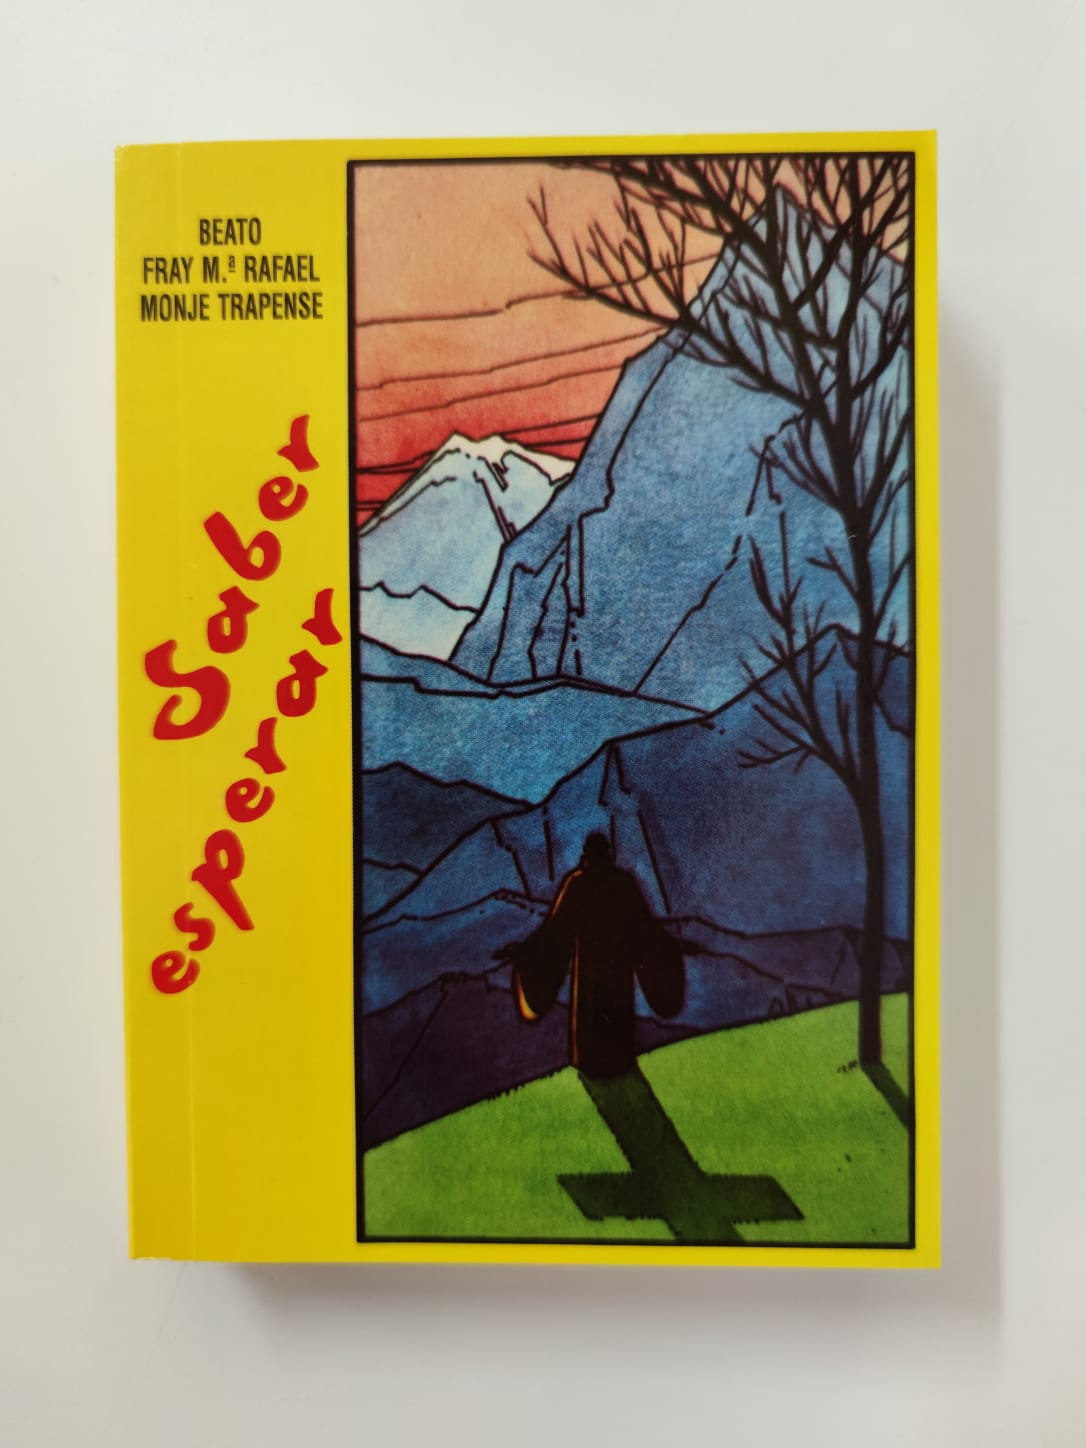 BEATO
FRAY M.ª RAFAEL
MONJE TRAPENSE
Saber
esperar